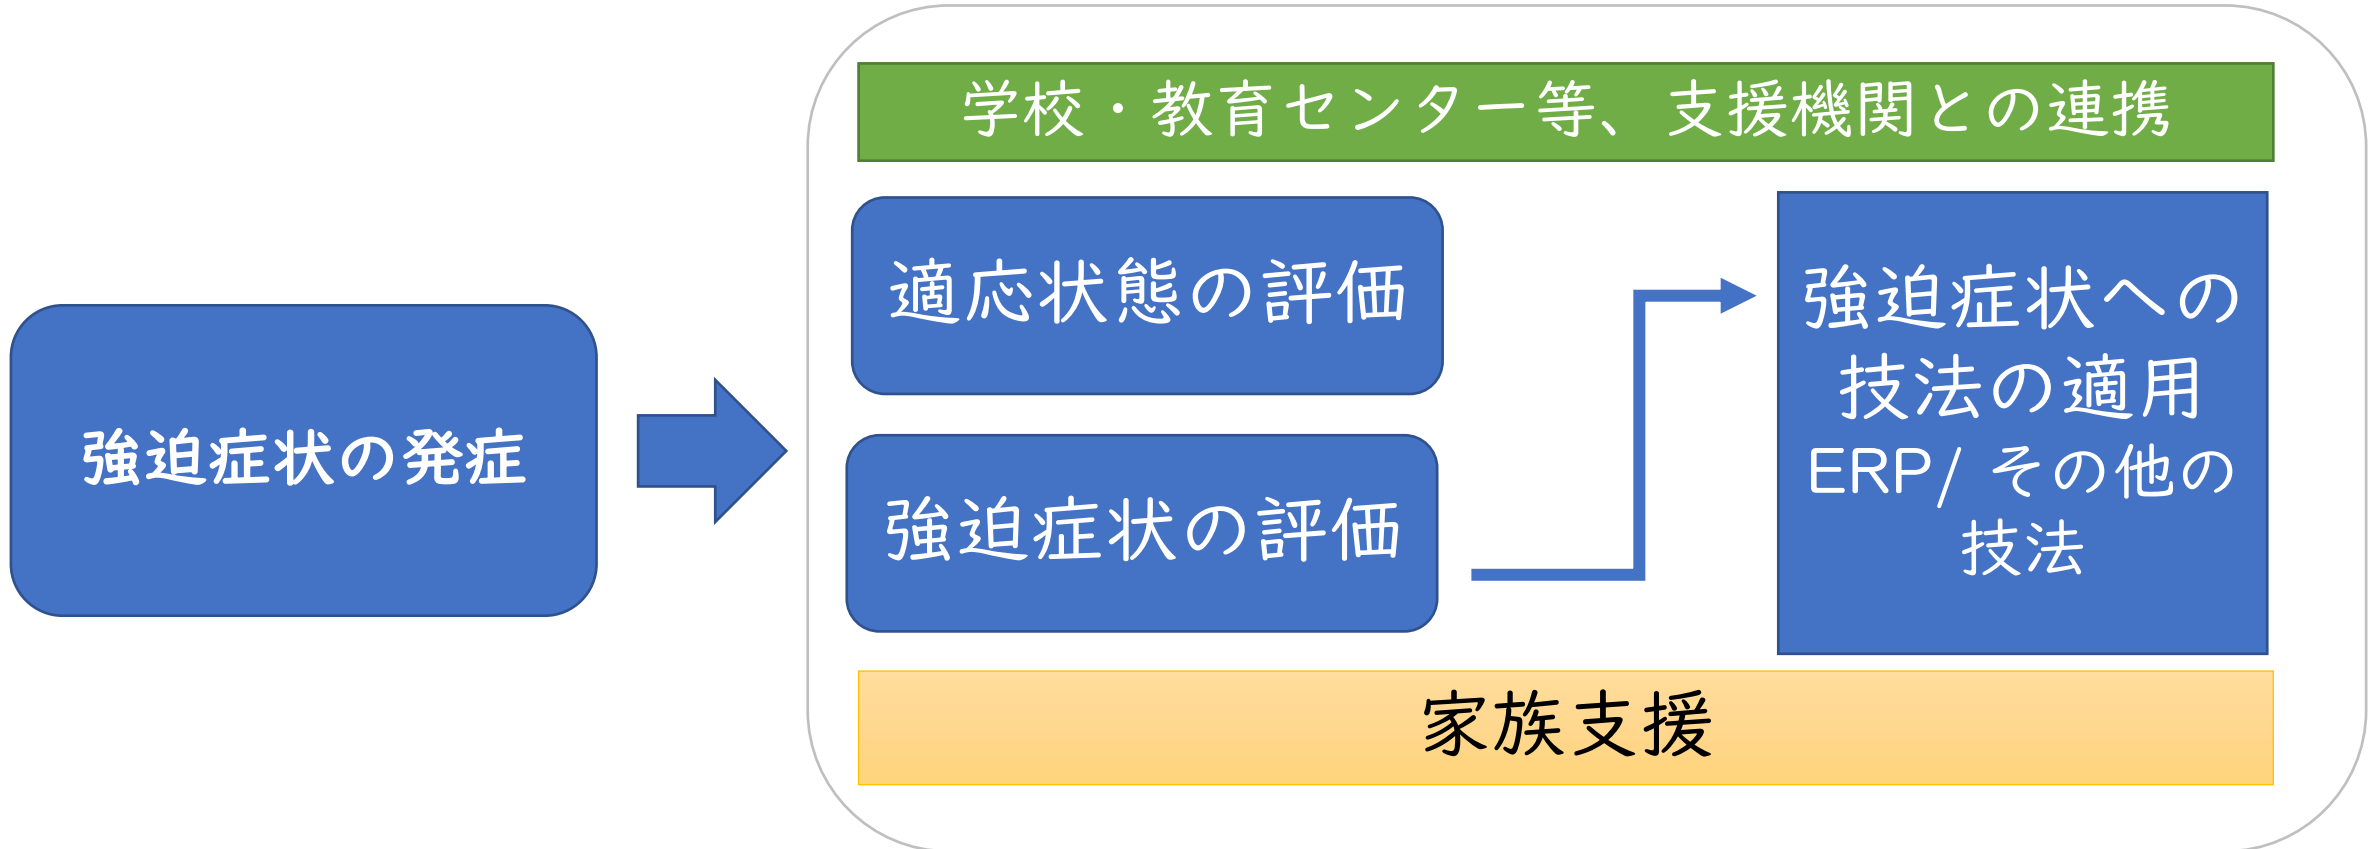 学校・教育センター等、支援機関との連携
適応状態の評価
強迫症状の発症
強迫症状の評価
強迫症状への
技法の適用
ERP/ その他の
技法
家族支援